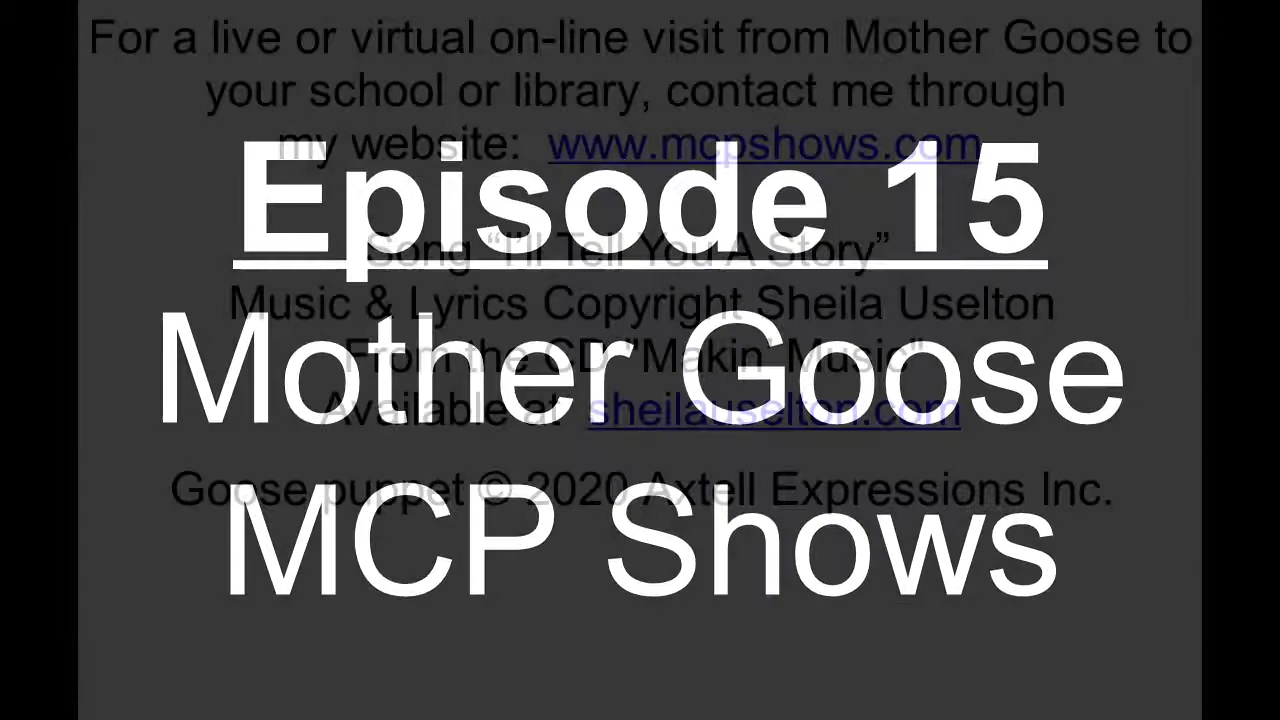 For a live or virtual on-line visit from Mother Goose to
your school or library, contact me through
my website: www.mcpshows.com
Episode 15
Song “I’ll Tell You A Story”
Music & Lyrics Copyright Sheila Uselton
From the CD "Makin' Music"
Mother Goose
Available at sheilauselton.com
Goose puppet © 2020 Axtell Expressions Inc.
MCP Shows